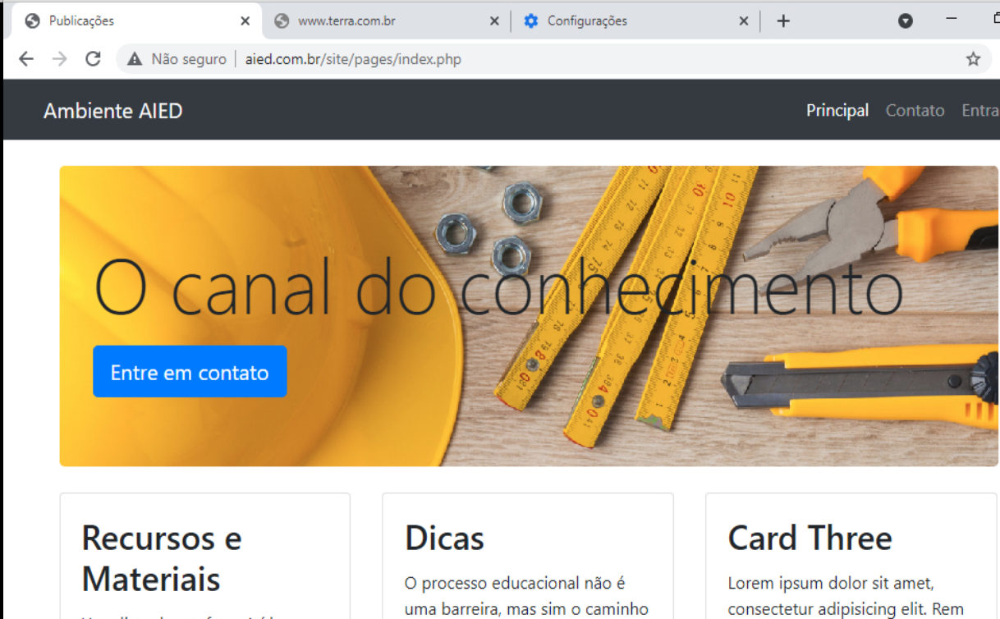 Publicações
www.terra.com.br
Configurações
Não seguro
aied.com.br/site/pages/index.php
Ambiente AIED
Principal Contato Entra
O canal do conhecimento
Entre em contato
Recursos e
Materiais
Dicas
O processo educacional não é
uma barreira, mas sim o caminho
Card Three
Lorem ipsum dolor sit amet,
consectetur adipisicing elit. Rem